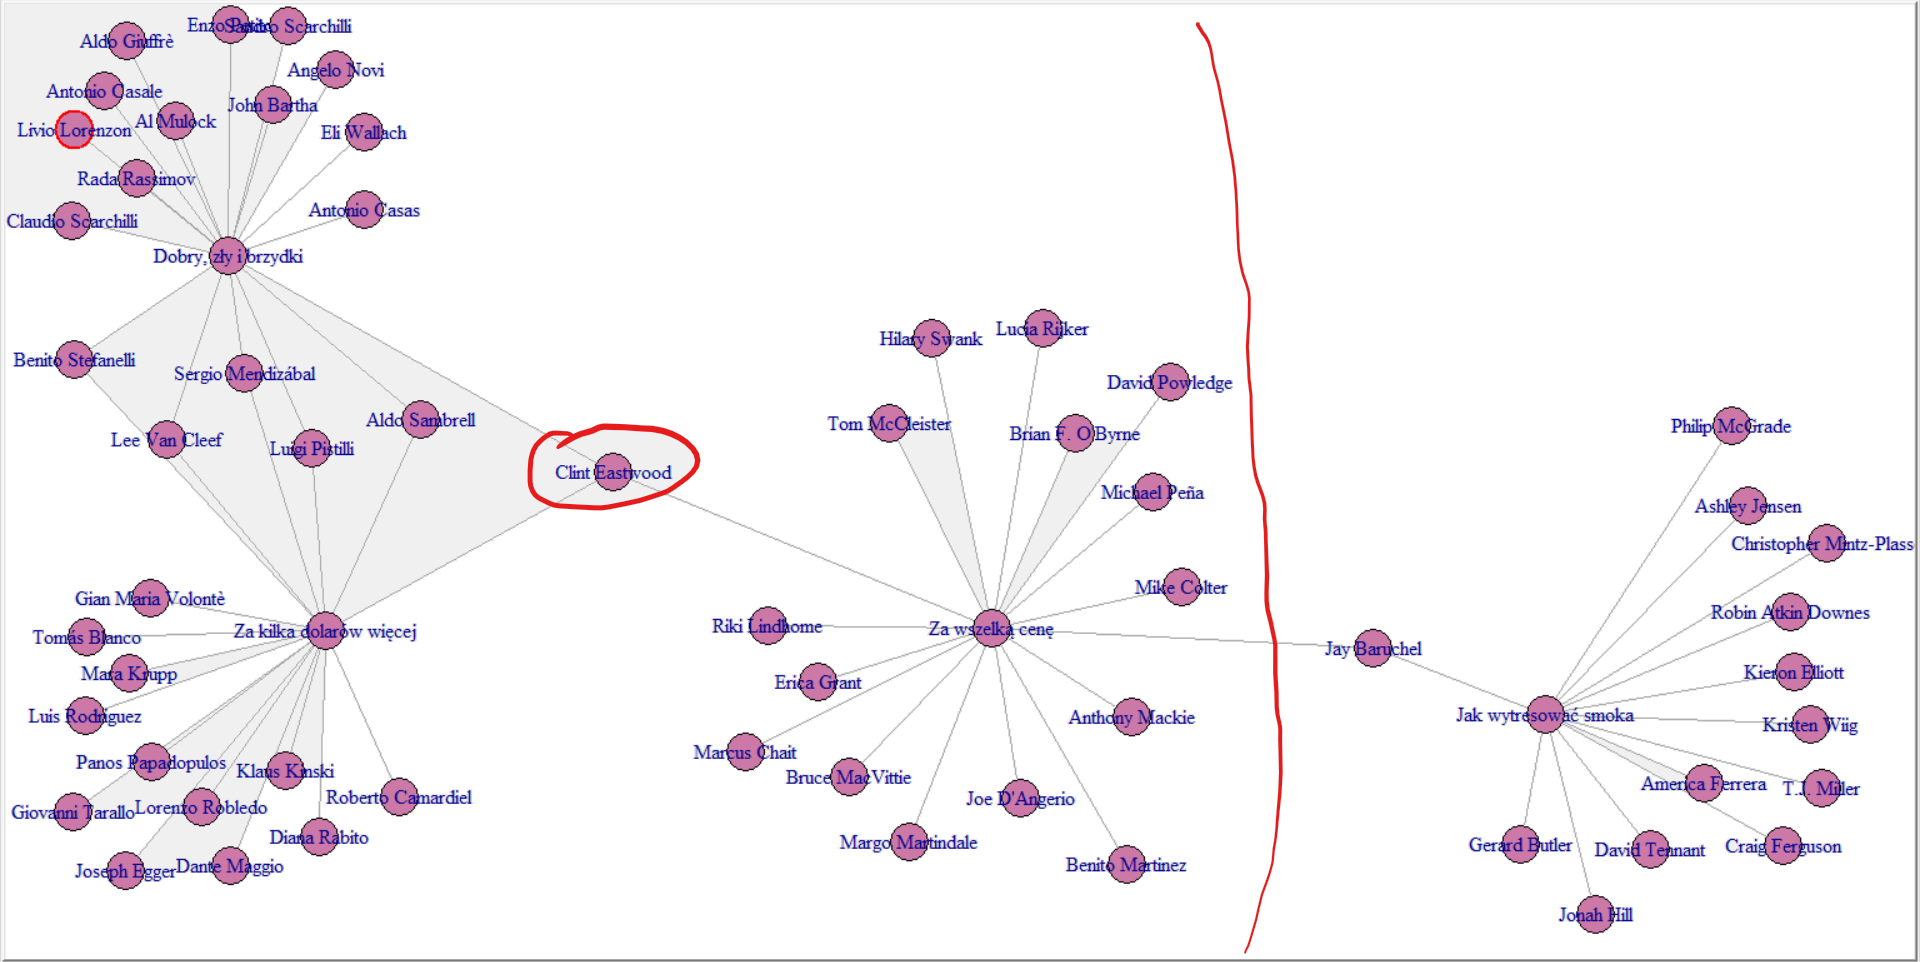 Enzo Petito
Sandro Scarchilli
Aldo Giuffrè
Angelo Novi
Antonio Casale
John Bartha
Livio Lorenzon
Al Mulock
Eli Wallach
Rada Rassimov
Claudio Scarchilli
Antonio Casas
Dobry, zły i brzydki
Benito Stefanelli
Sergio Mendizábal
Lee Van Cleef
Luigi Pistilli
Aldo Sambrell
Clint Eastwood
Hilary Swank
Lucia Rijker
David Powledge
Tom McCleister
Brian F. O'Byrne
Michael Peña
Mike Colter
Riki Lindhome
Za wszelką cenę
Erica Grant
Anthony Mackie
Marcus Chait
Bruce MacVittie
Joe D'Angerio
Margo Martindale
Benito Martinez
Gian Maria Volontè
Tomás Blanco
Za kilka dolarów więcej
Mara Krupp
Luis Rodríguez
Panos Papadopulos
Klaus Kinski
Giovanni Tarallo
Lorenzo Robledo
Roberto Camardiel
Diana Rabito
Joseph Egger
Dante Maggio
Jay Baruchel
Philip McGrade
Ashley Jensen
Christopher Mintz-Plass
Robin Atkin Downes
Kieron Elliott
Jak wytresować smoka
Kristen Wiig
America Ferrera
T.J. Miller
Gerard Butler
David Tennant
Craig Ferguson
Jonah Hill